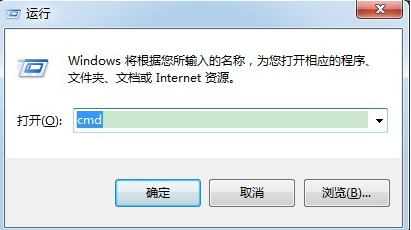 运行
Windows 将根据您所输入的名称，为您打开相应的程序、
文件夹、文档或 Internet 资源。
打开(O): cmd
确定 取消 浏览(B)...